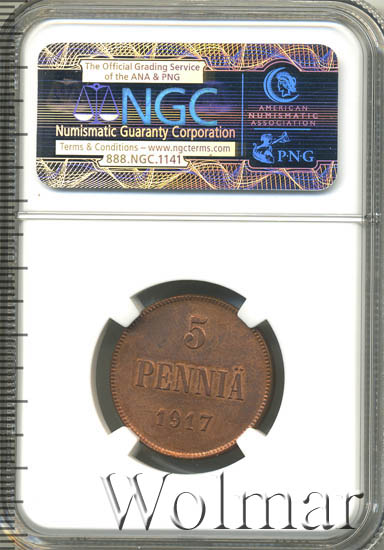 The Official Grading Service
of the ANA & PNG
NGC
Numismatic Guaranty Corporation
Terms & Conditions – www.ngcterms.com
888.NGC.1141
AMERICAN
NUMISMATIC
ASSOCIATION
PNG
5
PENNIÄ
1917
Wolmar